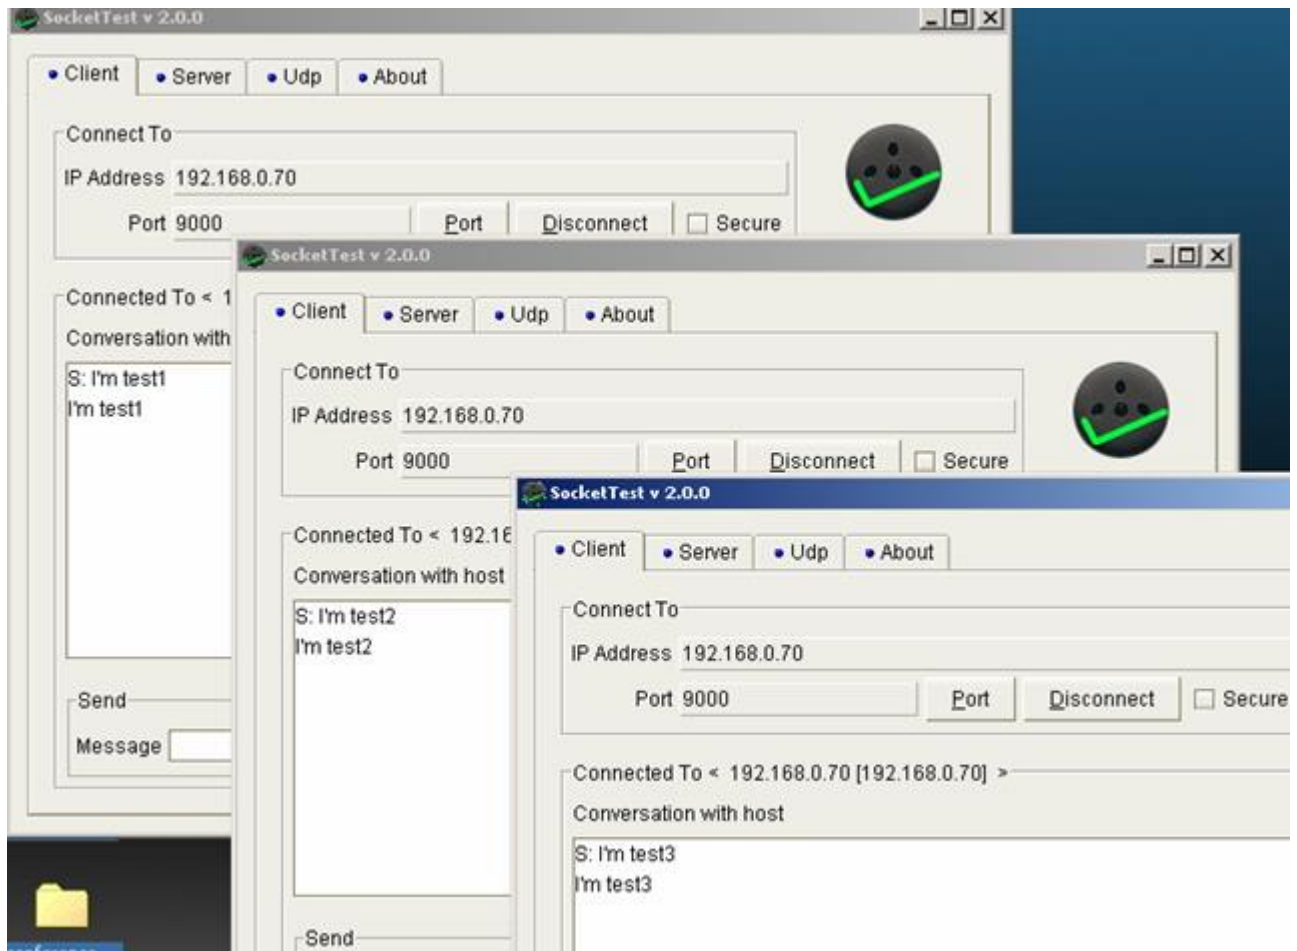 SocketTest v 2.0.0
Client Server Udp About
Connect To
IP Address 192.168.0.70
Port 9000 Port Disconnect Secure
Connected To < 1
Conversation with
S: I'm test1
I'm test1
Send
Message
SocketTest v 2.0.0
Client Server Udp About
Connect To
IP Address 192.168.0.70
Port 9000 Port Disconnect Secure
Connected To < 192.16
Conversation with host
S: I'm test2
I'm test2
Send
SocketTest v 2.0.0
Client Server Udp About
Connect To
IP Address 192.168.0.70
Port 9000 Port Disconnect Secure
Connected To < 192.168.0.70 [192.168.0.70] >
Conversation with host
S: I'm test3
I'm test3